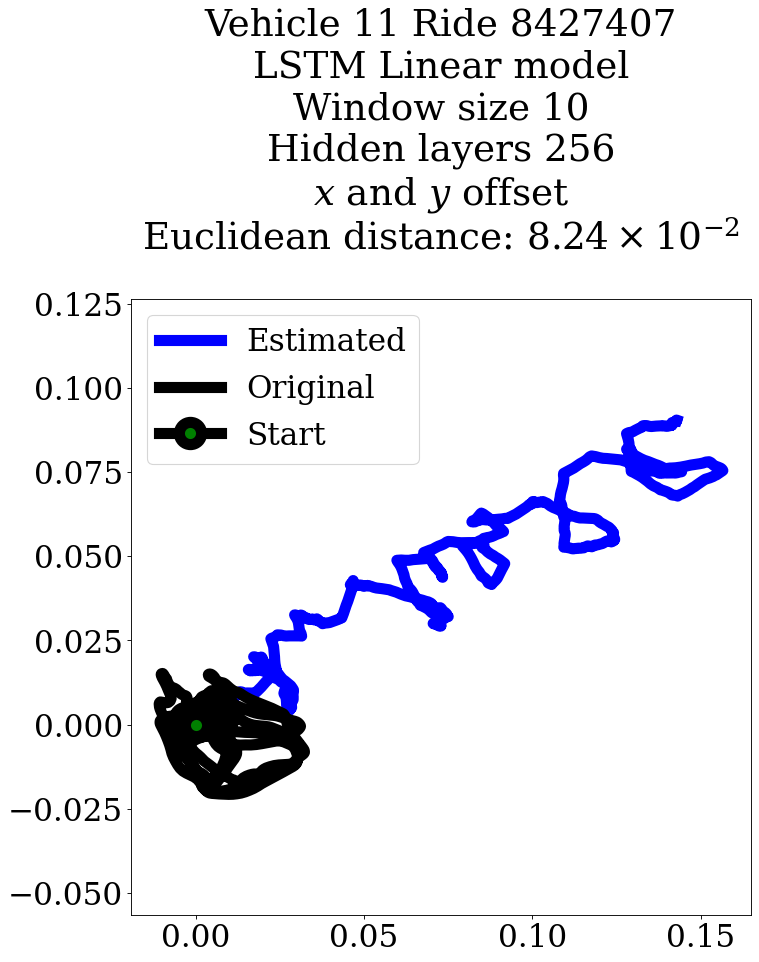 Vehicle 11 Ride 8427407
LSTM Linear model
Window size 10
Hidden layers 256
x and y offset
Euclidean distance: 8.24 × 10⁻²
0.125
0.100
0.075
0.050
0.025
0.000
−0.025
−0.050
Estimated
Original
Start
0.00 0.05 0.10 0.15